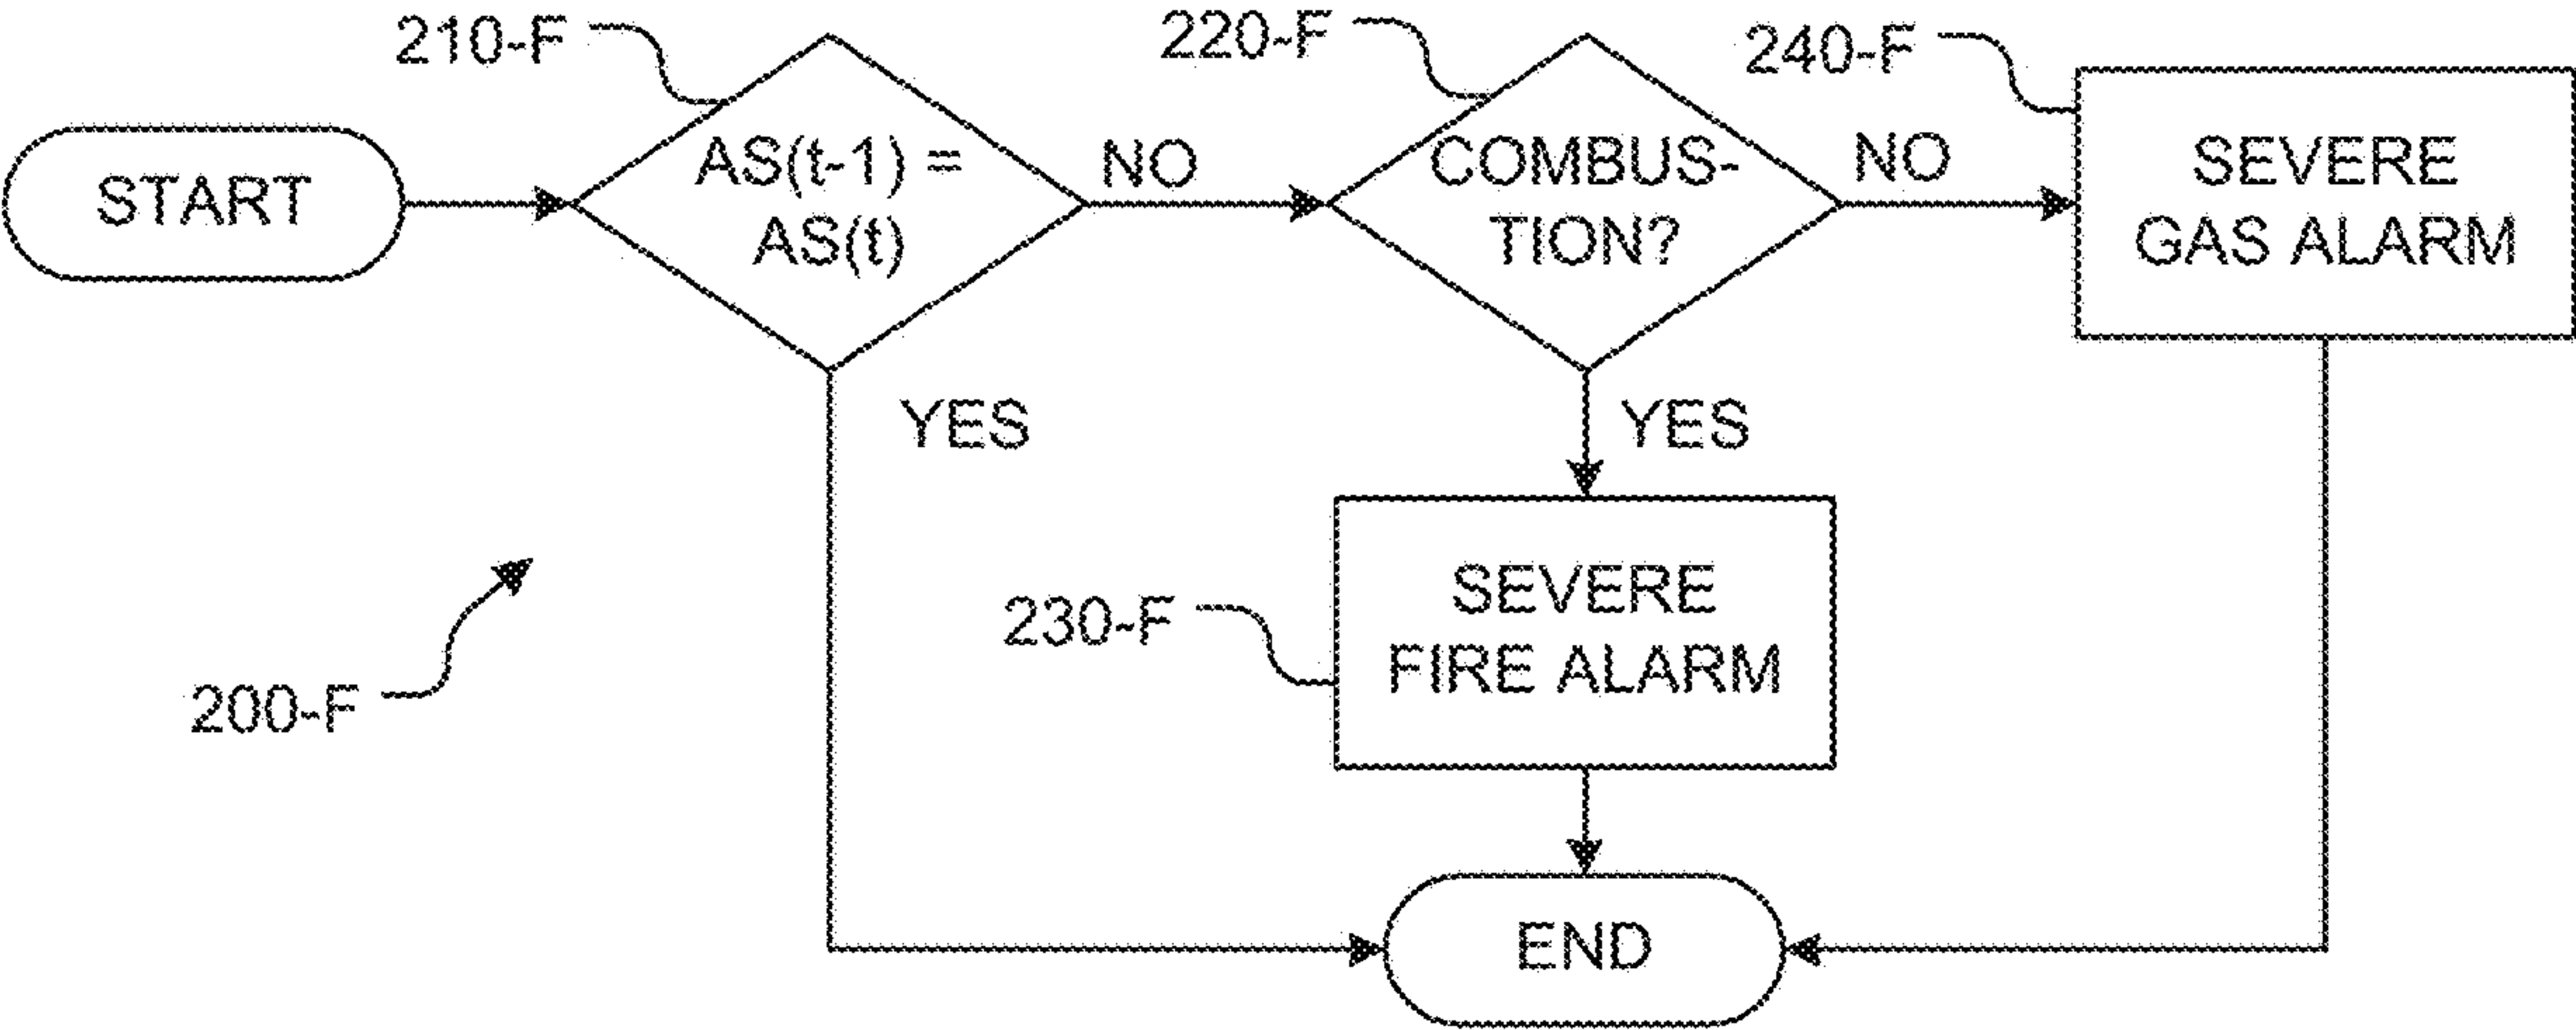 210-F
220-F
240-F
START
AS(t-1) =
AS(t)
NO
COMBUS-
TION?
NO
SEVERE
GAS ALARM
YES
YES
200-F
230-F
SEVERE
FIRE ALARM
END